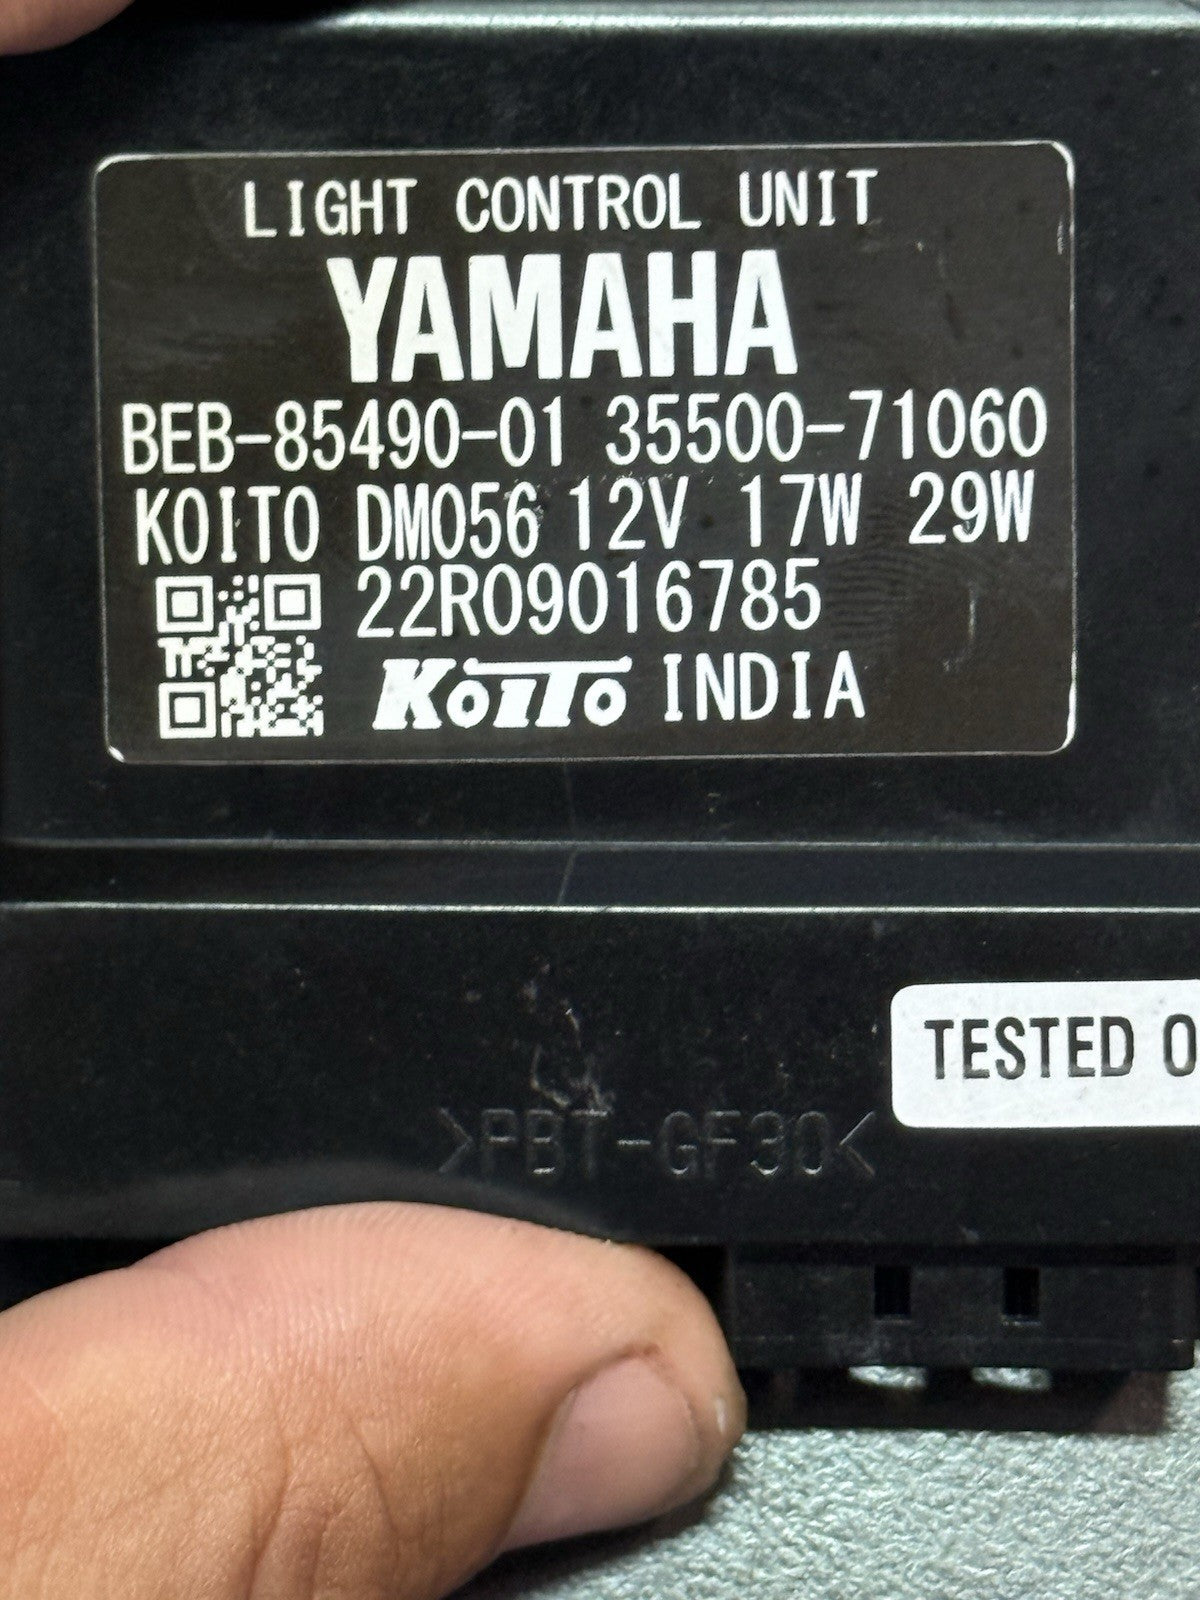 LIGHT CONTROL UNIT
YAMAHA
BEB-85490-01 35500-71060
KOITO DM056 12V 17W 29W
22R09016785
KOITO INDIA
TESTED O
>PBT-GF30<